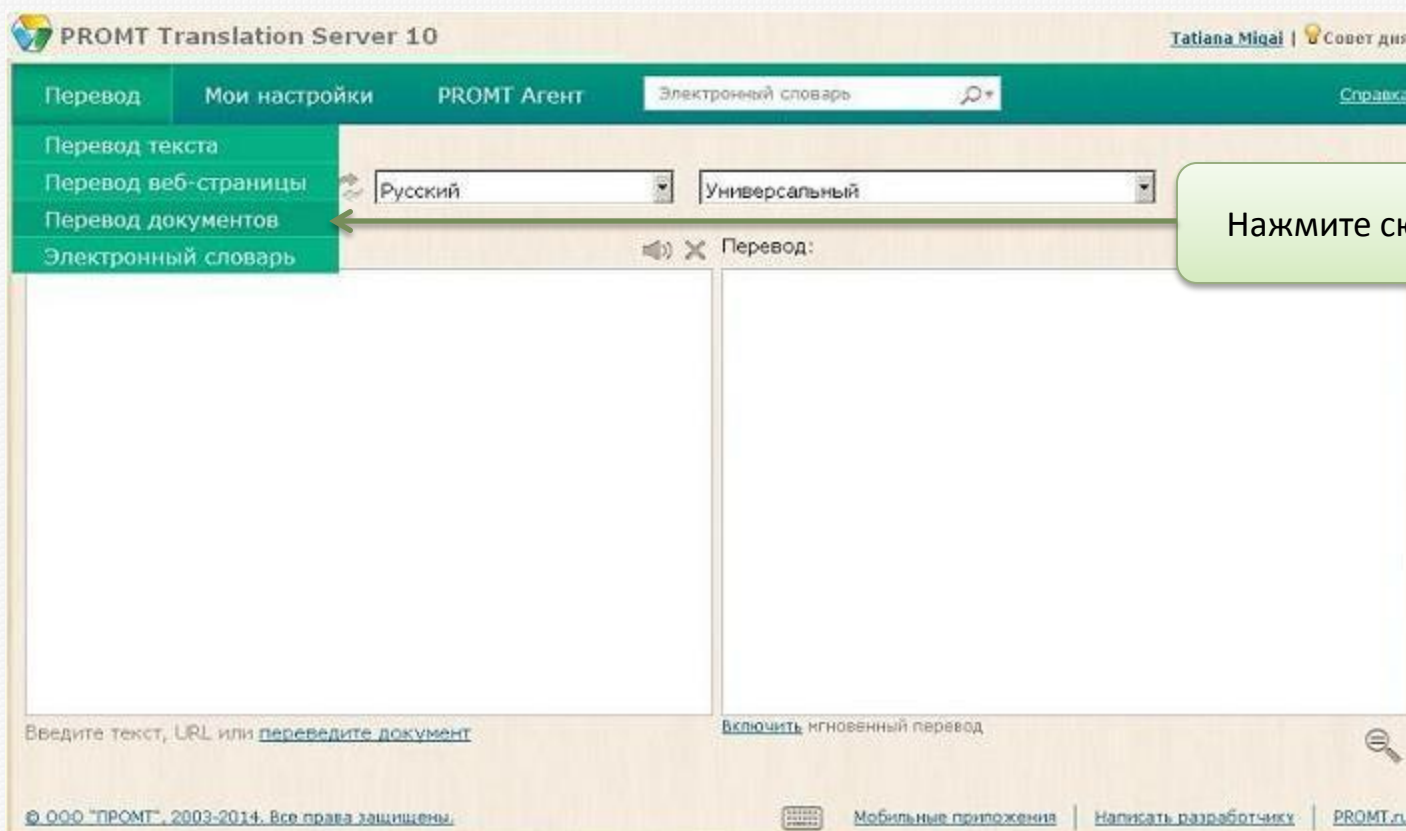 PROMT Translation Server 10
Tatiana Migai | Совет дня
Перевод Мои настройки PROMT Агент Электронный словарь Справка
Перевод текста
Перевод веб-страницы Русский Универсальный
Перевод документов Нажмите
Электронный словарь Перевод:
Введите текст, URL или переведите документ Включить мгновенный перевод
© ООО "ПРОМТ", 2003-2014. Все права защищены. Мобильные приложения | Написать разработчику | PROMT.ru